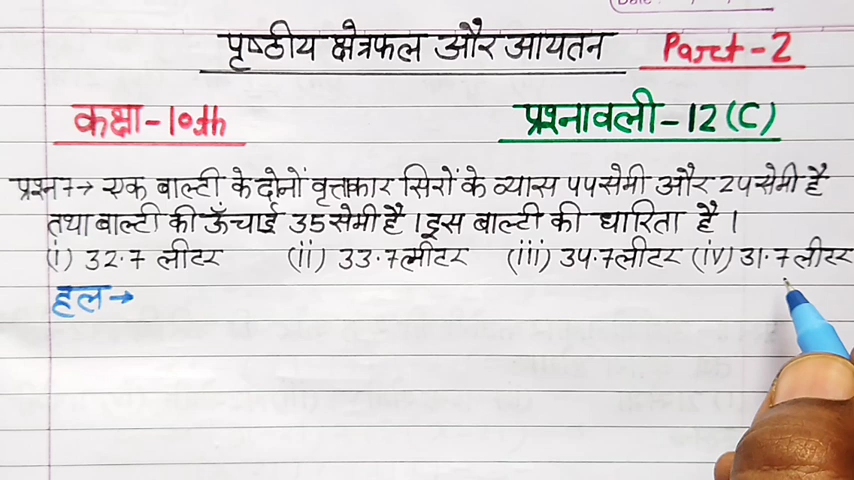 पृष्ठीय क्षेत्रफल और आयतन Part-2
कक्षा-10th प्रश्नावली-12(C)
प्रश्न7→ एक बाल्टी के दोनों वृत्ताकार सिरों के व्यास 44सेमी और 24सेमी है
तथा बाल्टी की ऊँचाई 35सेमी है। इस बाल्टी की धारिता है।
(i) 32.7 लीटर (ii) 33.7लीटर (iii) 34.7लीटर (iv) 31.7लीटर
हल→